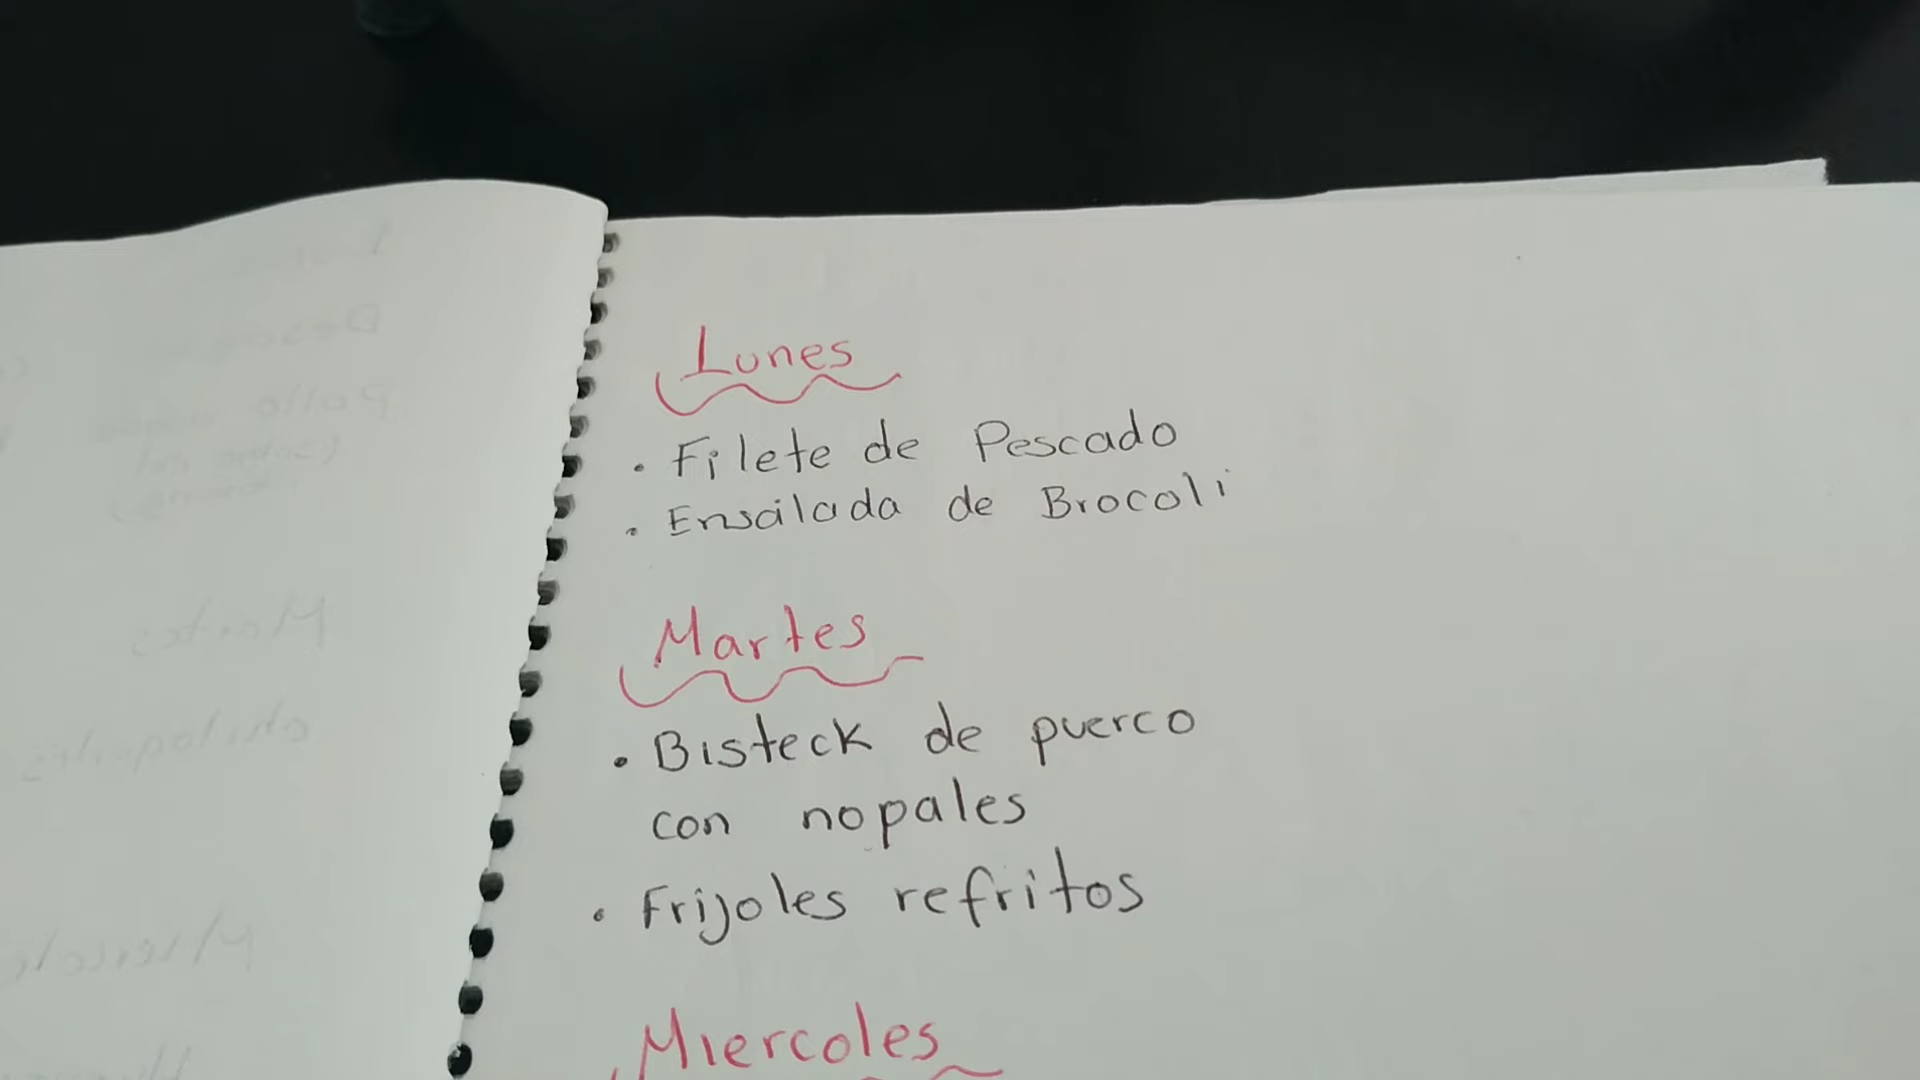 Lunes
• Filete de Pescado
• Ensalada de Brocoli
Martes
• Bisteck de puerco
con nopales
• Frijoles refritos
Miercoles